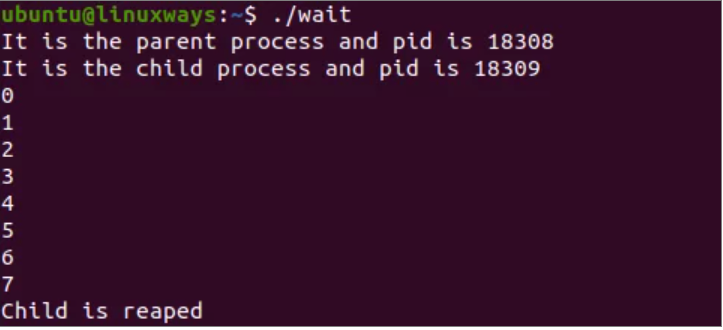 ubuntu@linuxways:~$ ./wait
It is the parent process and pid is 18308
It is the child process and pid is 18309
0
1
2
3
4
5
6
7
Child is reaped